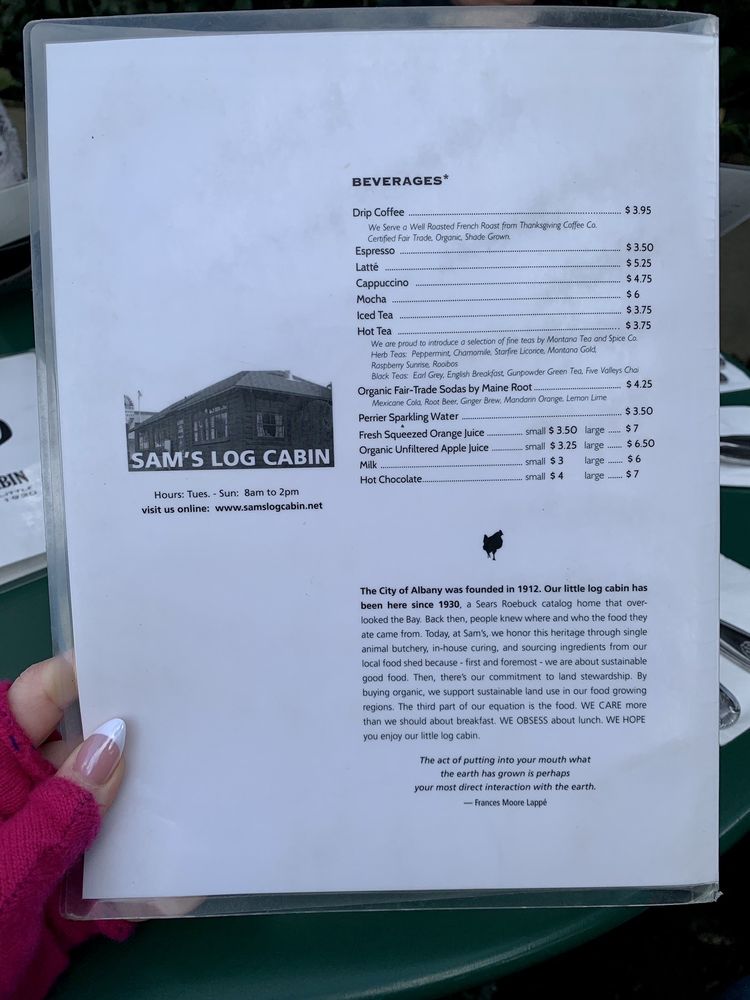 BEVERAGES*
Drip Coffee $ 3.95
We Serve a Well Roasted French Roast from Thanksgiving Coffee Co.
Certified Fair Trade, Organic, Shade Grown.
Espresso $ 3.50
Latté $ 5.25
Cappuccino $ 4.75
Mocha $ 6
Iced Tea $ 3.75
Hot Tea $ 3.75
We are proud to introduce a selection of fine teas by Montana Tea and Spice Co.
Herb Teas: Peppermint, Chamomile, Starfire Licorice, Montana Gold,
Raspberry Sunrise, Rooibos
Black Teas: Earl Grey, English Breakfast, Gunpowder Green Tea, Five Valleys Chai
Organic Fair-Trade Sodas by Maine Root $ 4.25
Mexicane Cola, Root Beer, Ginger Brew, Mandarin Orange, Lemon Lime
Perrier Sparkling Water $ 3.50
Fresh Squeezed Orange Juice small $ 3.50 large $ 7
Organic Unfiltered Apple Juice small $ 3.25 large $ 6.50
Milk small $ 3 large $ 6
Hot Chocolate small $ 4 large $ 7
SAM'S LOG CABIN
Hours: Tues. - Sun: 8am to 2pm
visit us online: www.samslogcabin.net
The City of Albany was founded in 1912. Our little log cabin has
been here since 1930, a Sears Roebuck catalog home that over-
looked the Bay. Back then, people knew where and who the food they
ate came from. Today, at Sam's, we honor this heritage through single
animal butchery, in-house curing, and sourcing ingredients from our
local food shed because - first and foremost - we are about sustainable
good food. Then, there's our commitment to land stewardship. By
buying organic, we support sustainable land use in our food growing
regions. The third part of our equation is the food. WE CARE more
than we should about breakfast. WE OBSESS about lunch. WE HOPE
you enjoy our little log cabin.
The act of putting into your mouth what
the earth has grown is perhaps
your most direct interaction with the earth.
— Frances Moore Lappé
BIN
1930